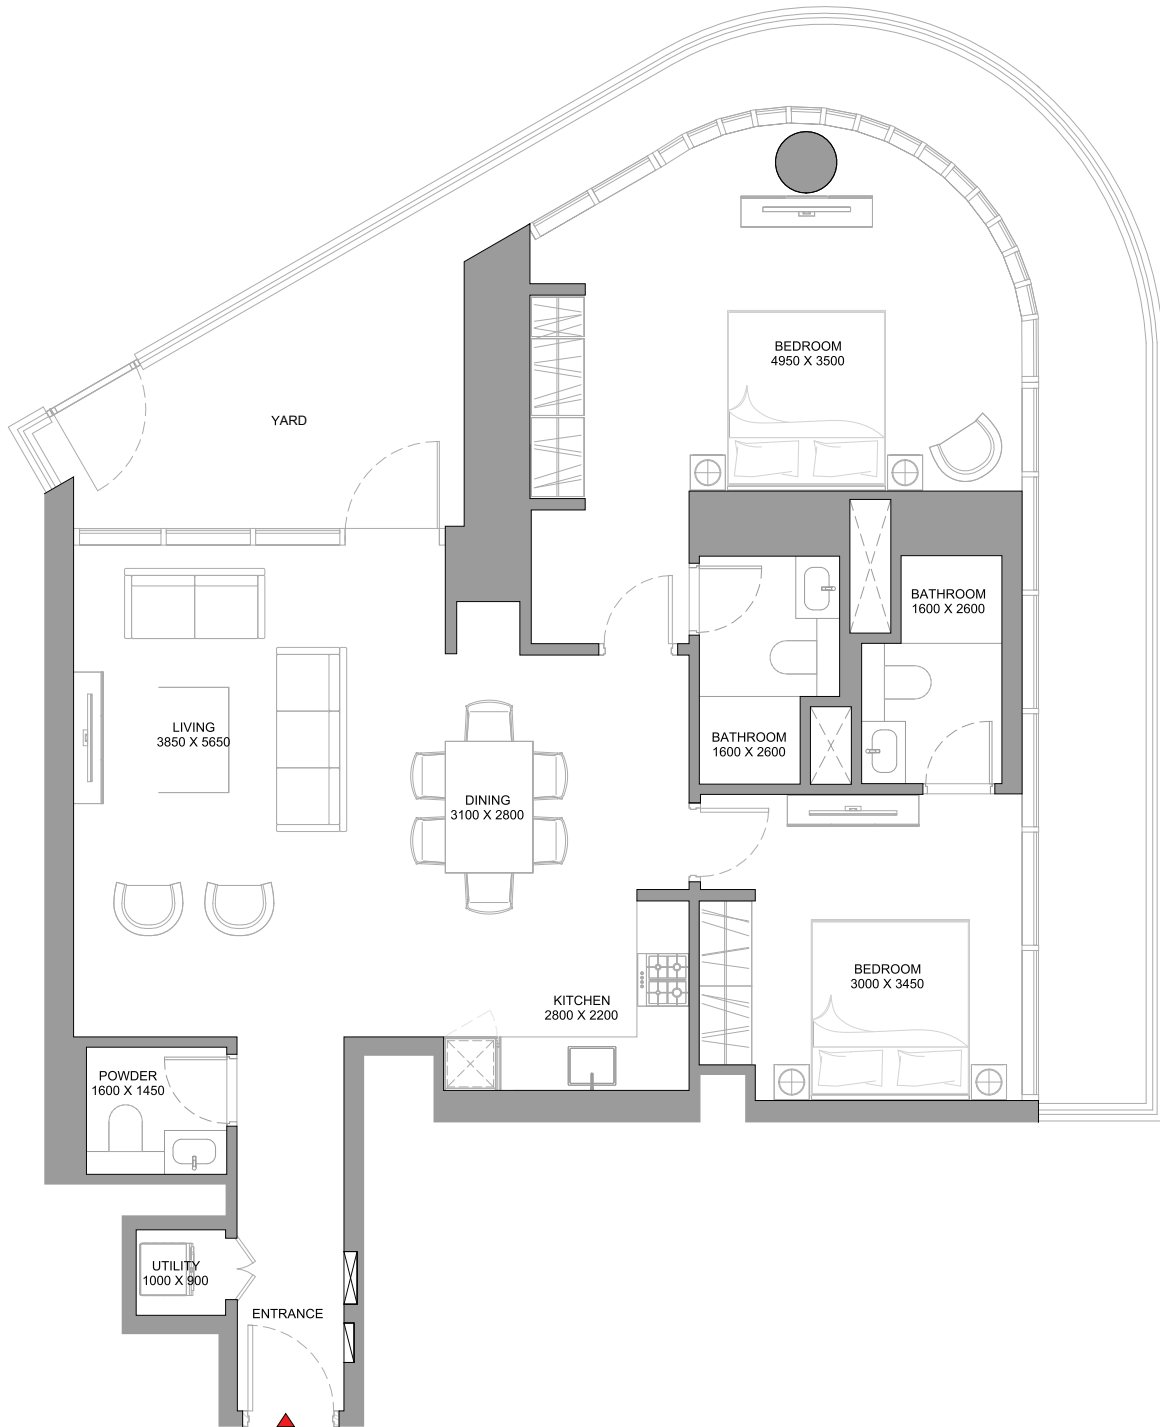 BEDROOM
4950 X 3500
YARD
BATHROOM
1600 X 2600
LIVING
3850 X 5650
BATHROOM
1600 X 2600
DINING
3100 X 2800
BEDROOM
3000 X 3450
KITCHEN
2800 X 2200
POWDER
1600 X 1450
UTILITY
1000 X 900
ENTRANCE